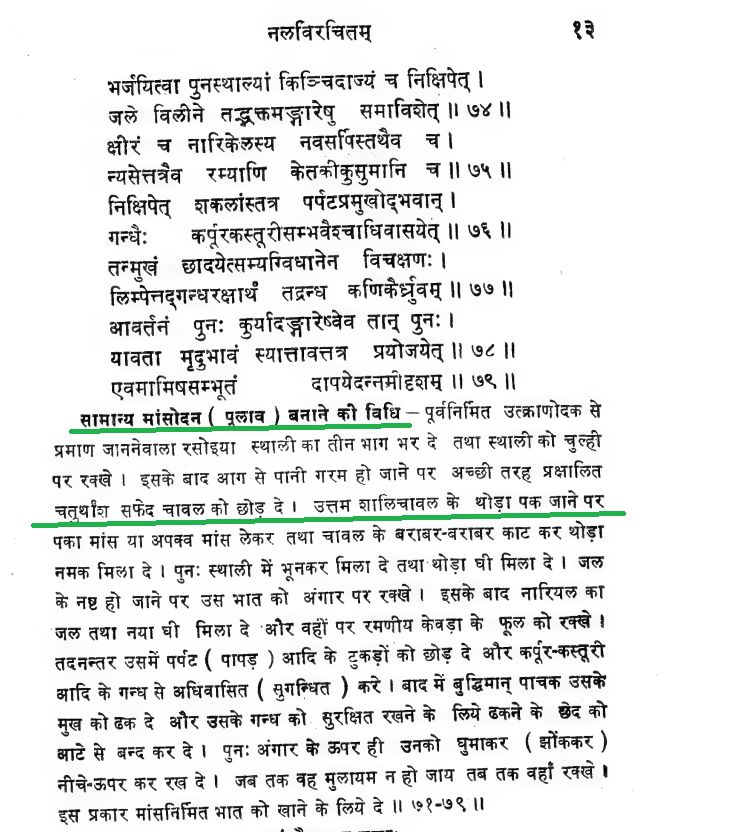 नलविरचितम्
१३
भर्जयित्वा पुनस्थाल्यां किञ्चिदाज्यं च निक्षिपेत् ।
जले विलीने तद्भक्तमङ्गारेषु समाविशेत् ॥ ७४ ॥
क्षीरं च नारिकेलस्य नवसर्पिस्तथैव च ।
न्यसेत्तत्रैव रम्याणि केतकीकुसुमानि च ॥ ७५ ॥
निक्षिपेत् शकलांस्तत्र पर्पटप्रमुखोद्भवान् ।
गन्धैः कर्पूरकस्तूरीसम्भवैश्चाधिवासयेत् ॥ ७६ ॥
तन्मुखं छादयेत्सम्यग्विधानेन विचक्षणः ।
लिम्पेत्तद्गन्धरक्षार्थं तद्रन्ध्र कणिकैर्ध्रुवम् ॥ ७७ ॥
आवर्तनं पुनः कुर्यादङ्गारेष्वेव तान् पुनः ।
यावता मृदुभावं स्यात्तावत्तत्र प्रयोजयेत् ॥ ७८ ॥
एवमामिषसम्भूतं दापयेदन्नमीदृशम् ॥ ७९ ॥
सामान्य मांसोदन ( पूलाव ) बनाने की विधि – पूर्वनिर्मित उत्क्राणोदक से
प्रमाण जाननेवाला रसोइया स्थाली का तीन भाग भर दे तथा स्थाली को चुल्ही
पर रक्खे । इसके बाद आग से पानी गरम हो जाने पर अच्छी तरह प्रक्षालित
चतुर्थांश सफेद चावल को छोड़ दे । उत्तम शालिचावल के थोड़ा पक जाने पर
पका मांस या अपक्व मांस लेकर तथा चावल के बराबर-बराबर काट कर थोड़ा
नमक मिला दे । पुनः स्थाली में भूनकर मिला दे तथा थोड़ा घी मिला दे । जल
के नष्ट हो जाने पर उस भात को अंगार पर रक्खे । इसके बाद नारियल का
जल तथा नया घी मिला दे और वहीं पर रमणीय केवड़ा के फूल को रक्खे ।
तदनन्तर उसमें पर्पट ( पापड़ ) आदि के टुकड़ों को छोड़ दे और कर्पूर-कस्तूरी
आदि के गन्ध से अधिवासित ( सुगन्धित ) करे । बाद में बुद्धिमान् पाचक उसके
मुख को ढक दे और उसके गन्ध को सुरक्षित रखने के लिये ढकने के छेद को
आटे से बन्द कर दे । पुनः अंगार के ऊपर ही उनको घुमाकर ( झोंककर )
नीचे-ऊपर कर रख दे । जब तक वह मुलायम न हो जाय तब तक वहाँ रक्खे ।
इस प्रकार मांसनिर्मित भात को खाने के लिये दे ॥ ७१-७९ ॥